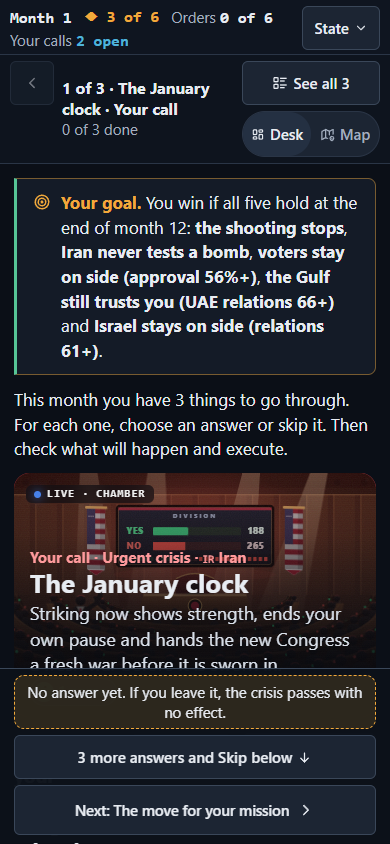 Month 1 3 of 6 Orders 0 of 6
Your calls 2 open
State
1 of 3 · The January
clock · Your call
0 of 3 done
See all 3
Desk Map
Your goal. You win if all five hold at the
end of month 12: the shooting stops,
Iran never tests a bomb, voters stay
on side (approval 56%+), the Gulf
still trusts you (UAE relations 66+)
and Israel stays on side (relations
61+).
This month you have 3 things to go through.
For each one, choose an answer or skip it. Then
check what will happen and execute.
LIVE · CHAMBER
DIVISION
YES 188
NO 265
Your call · Urgent crisis · IR Iran
The January clock
Striking now shows strength, ends your
own pause and hands the new Congress
a fresh war before it is sworn in
No answer yet. If you leave it, the crisis passes with
no effect.
3 more answers and Skip below ↓
Next: The move for your mission